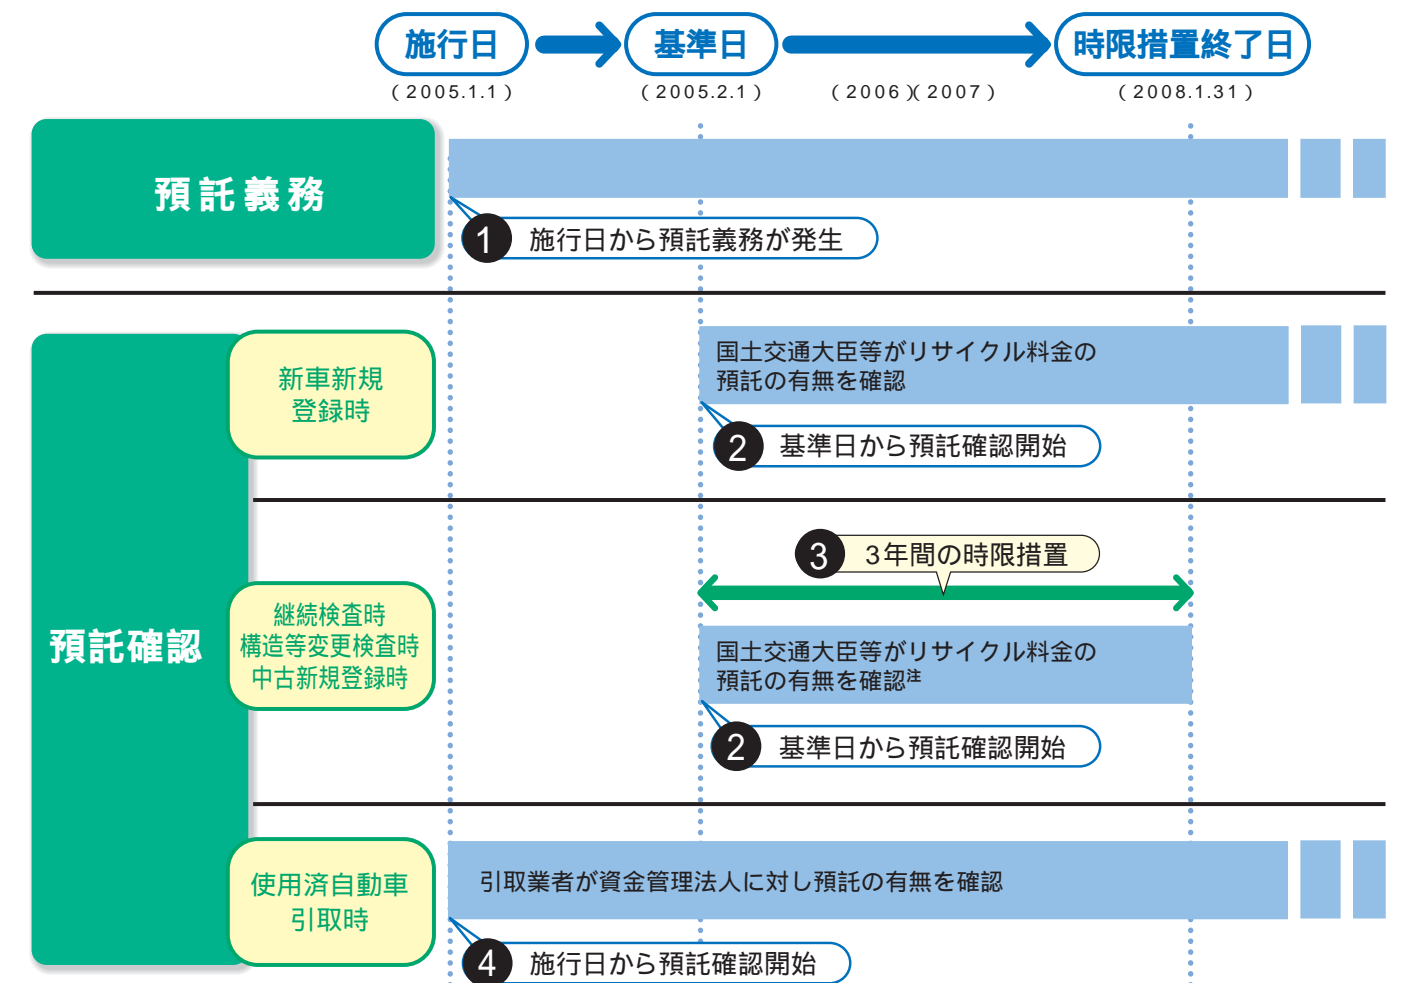 施行日 基準日 時限措置終了日
(2005.1.1) (2005.2.1) (2006)(2007) (2008.1.31)
預託義務
1 施行日から預託義務が発生
預託確認
新車新規
登録時
国土交通大臣等がリサイクル料金の
預託の有無を確認
2 基準日から預託確認開始
3 3年間の時限措置
継続検査時
構造等変更検査時
中古新規登録時
国土交通大臣等がリサイクル料金の
預託の有無を確認注
2 基準日から預託確認開始
使用済自動車
引取時
引取業者が資金管理法人に対し預託の有無を確認
4 施行日から預託確認開始